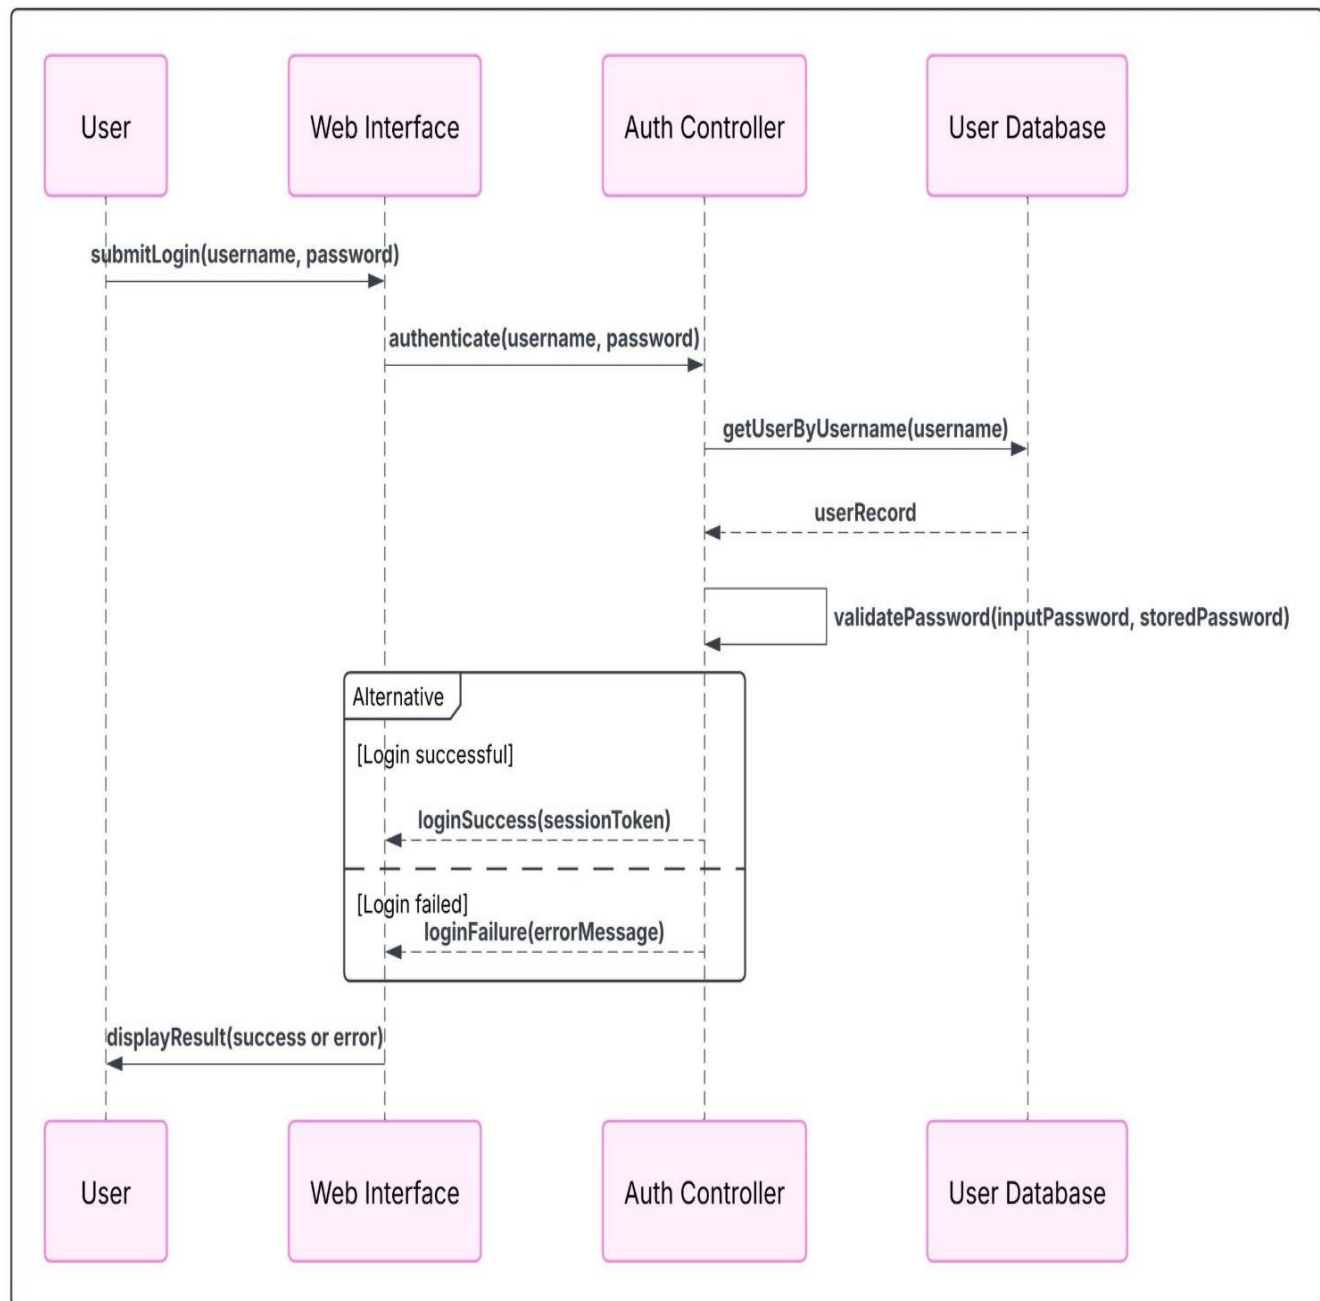 User
Web Interface
Auth Controller
User Database
submitLogin(username, password)
authenticate(username, password)
getUserByUsername(username)
userRecord
validatePassword(inputPassword, storedPassword)
Alternative
[Login successful]
loginSuccess(sessionToken)
[Login failed]
loginFailure(errorMessage)
displayResult(success or error)
User
Web Interface
Auth Controller
User Database